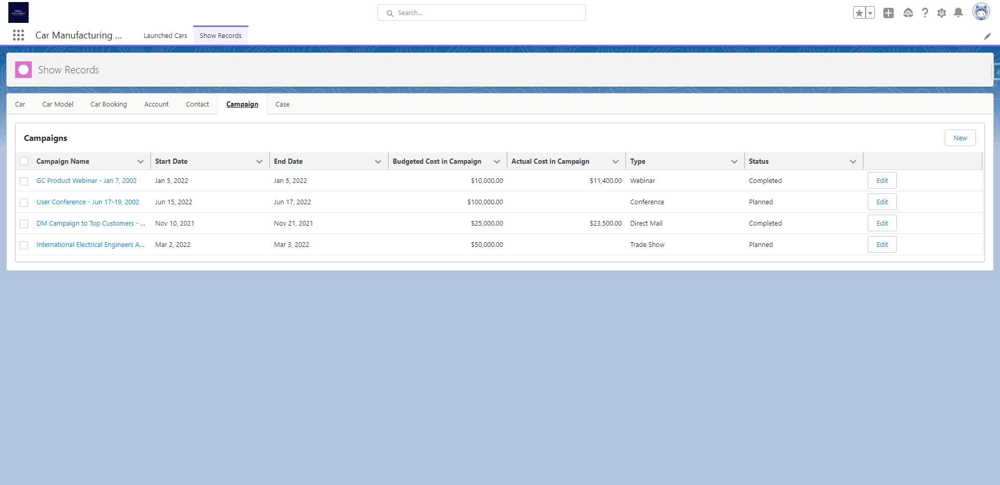 AUTORENT
Search...
Car Manufacturing ...
Launched Cars
Show Records
Show Records
Car
Car Model
Car Booking
Account
Contact
Campaign
Case
Campaigns
New
Campaign Name Start Date End Date Budgeted Cost in Campaign Actual Cost in Campaign Type Status
GC Product Webinar - Jan 7, 2002 Jan 5, 2022 Jan 5, 2022 $10,000.00 $11,400.00 Webinar Completed Edit
User Conference - Jun 17-19, 2002 Jun 15, 2022 Jun 17, 2022 $100,000.00 Conference Planned Edit
DM Campaign to Top Customers - ... Nov 10, 2021 Nov 21, 2021 $25,000.00 $23,500.00 Direct Mail Completed Edit
International Electrical Engineers A... Mar 2, 2022 Mar 3, 2022 $50,000.00 Trade Show Planned Edit